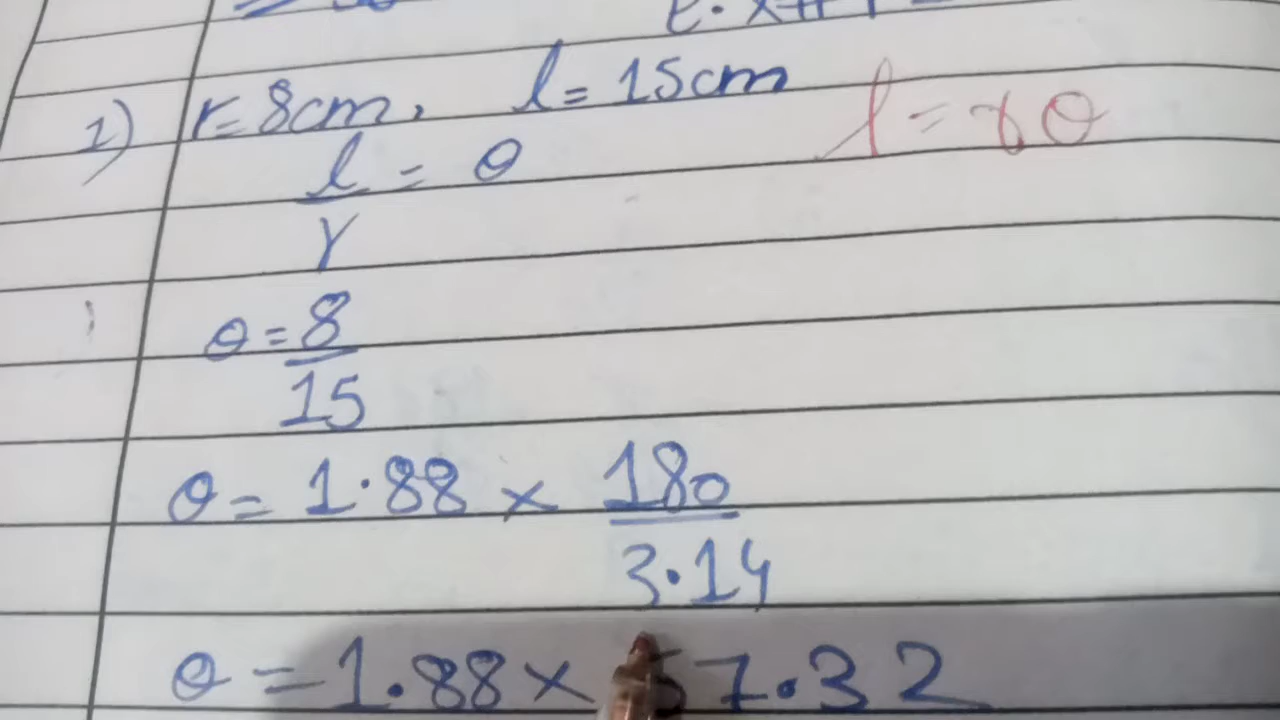 1) r = 8cm, l = 15cm l = rθ
l/r = θ
θ = 8/15
θ = 1.88 × 180/3.14
θ = 1.88 × 57.32